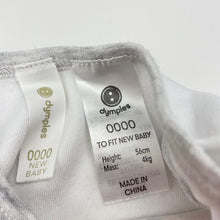 dymples
0000
NEW
BABY
dymples
0000
TO FIT NEW BABY
Height: 56cm
Mass: 4kg
MADE IN
CHINA